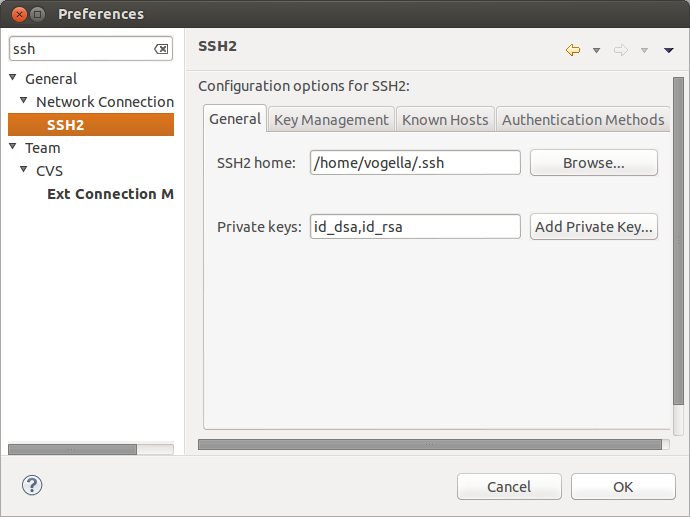 Preferences
ssh
General
Network Connection
SSH2
Team
CVS
Ext Connection M
SSH2
Configuration options for SSH2:
General Key Management Known Hosts Authentication Methods
SSH2 home: /home/vogella/.ssh Browse...
Private keys: id_dsa,id_rsa Add Private Key...
? Cancel OK